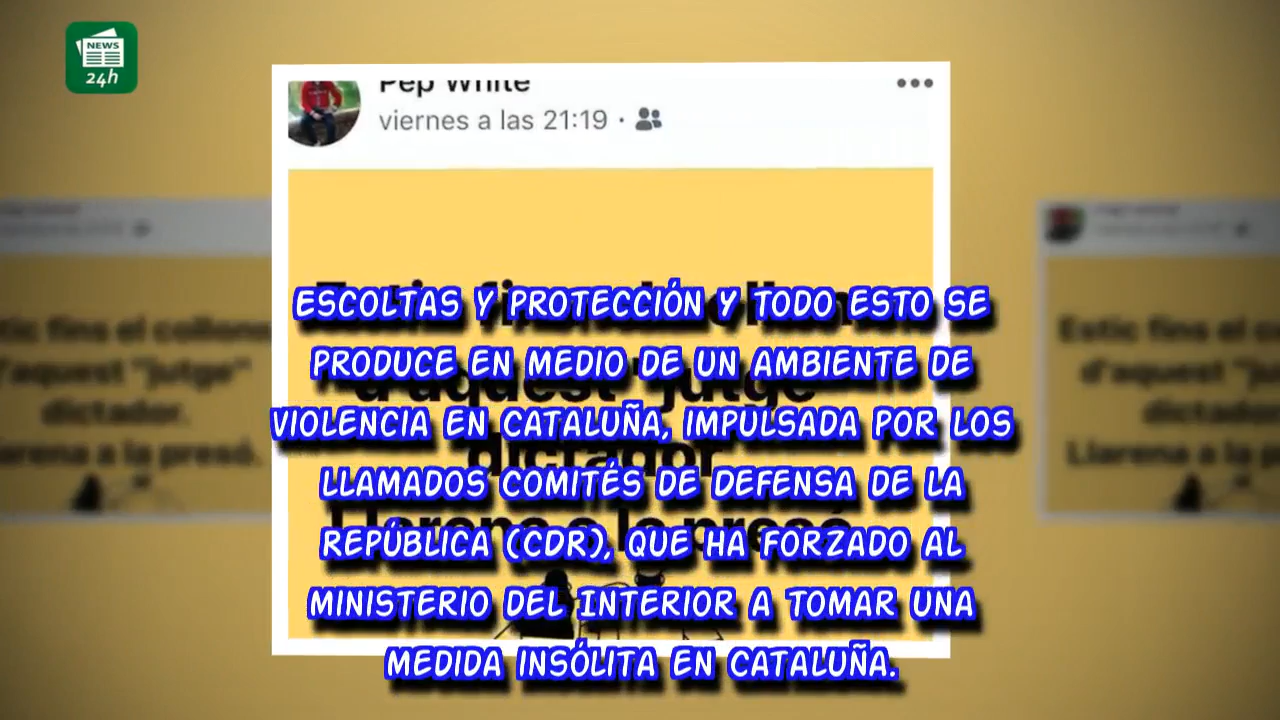 NEWS
24h
Pep White
viernes a las 21:19 ·
ESCOLTAS Y PROTECCIÓN Y TODO ESTO SE
PRODUCE EN MEDIO DE UN AMBIENTE DE
VIOLENCIA EN CATALUÑA, IMPULSADA POR LOS
LLAMADOS COMITÉS DE DEFENSA DE LA
REPÚBLICA (CDR), QUE HA FORZADO AL
MINISTERIO DEL INTERIOR A TOMAR UNA
MEDIDA INSÓLITA EN CATALUÑA.
Estic fins el collons
d'aquest "jutge"
dictador.
Llarena a la presó.